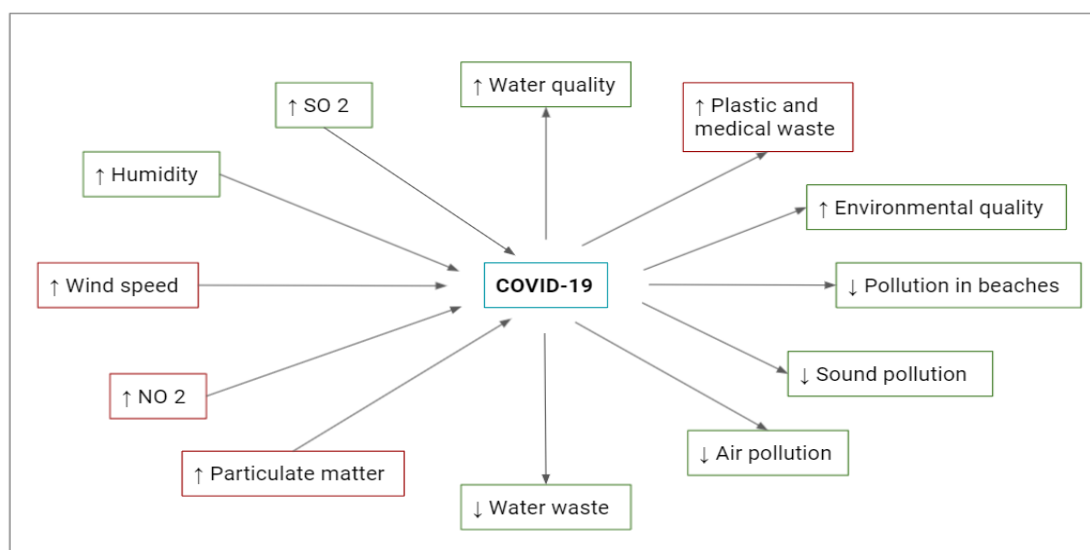 ↑ Water quality
↑ SO 2
↑ Plastic and
medical waste
↑ Humidity
↑ Environmental quality
↑ Wind speed
COVID-19
↓ Pollution in beaches
↓ Sound pollution
↑ NO 2
↓ Air pollution
↑ Particulate matter
↓ Water waste